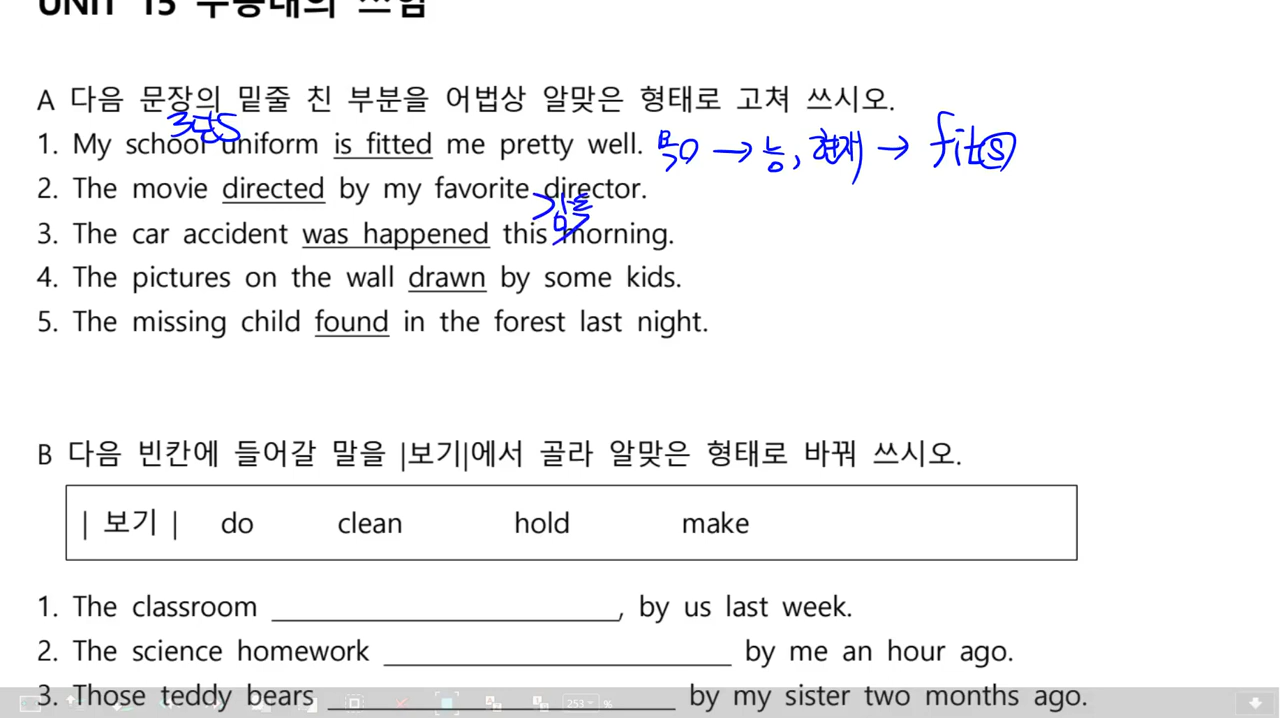 UNIT 15 수동태의 쓰임
A 다음 문장의 밑줄 친 부분을 어법상 알맞은 형태로 고쳐 쓰시오.
3단S
1. My school uniform is fitted me pretty well. 목O → 능, 현재 → fit(s)
2. The movie directed by my favorite director.
3. The car accident was happened this morning.
4. The pictures on the wall drawn by some kids.
5. The missing child found in the forest last night.
B 다음 빈칸에 들어갈 말을 |보기|에서 골라 알맞은 형태로 바꿔 쓰시오.
| 보기 | do clean hold make
1. The classroom ____________, by us last week.
2. The science homework ____________ by me an hour ago.
3. Those teddy bears ____________ by my sister two months ago.
253 %